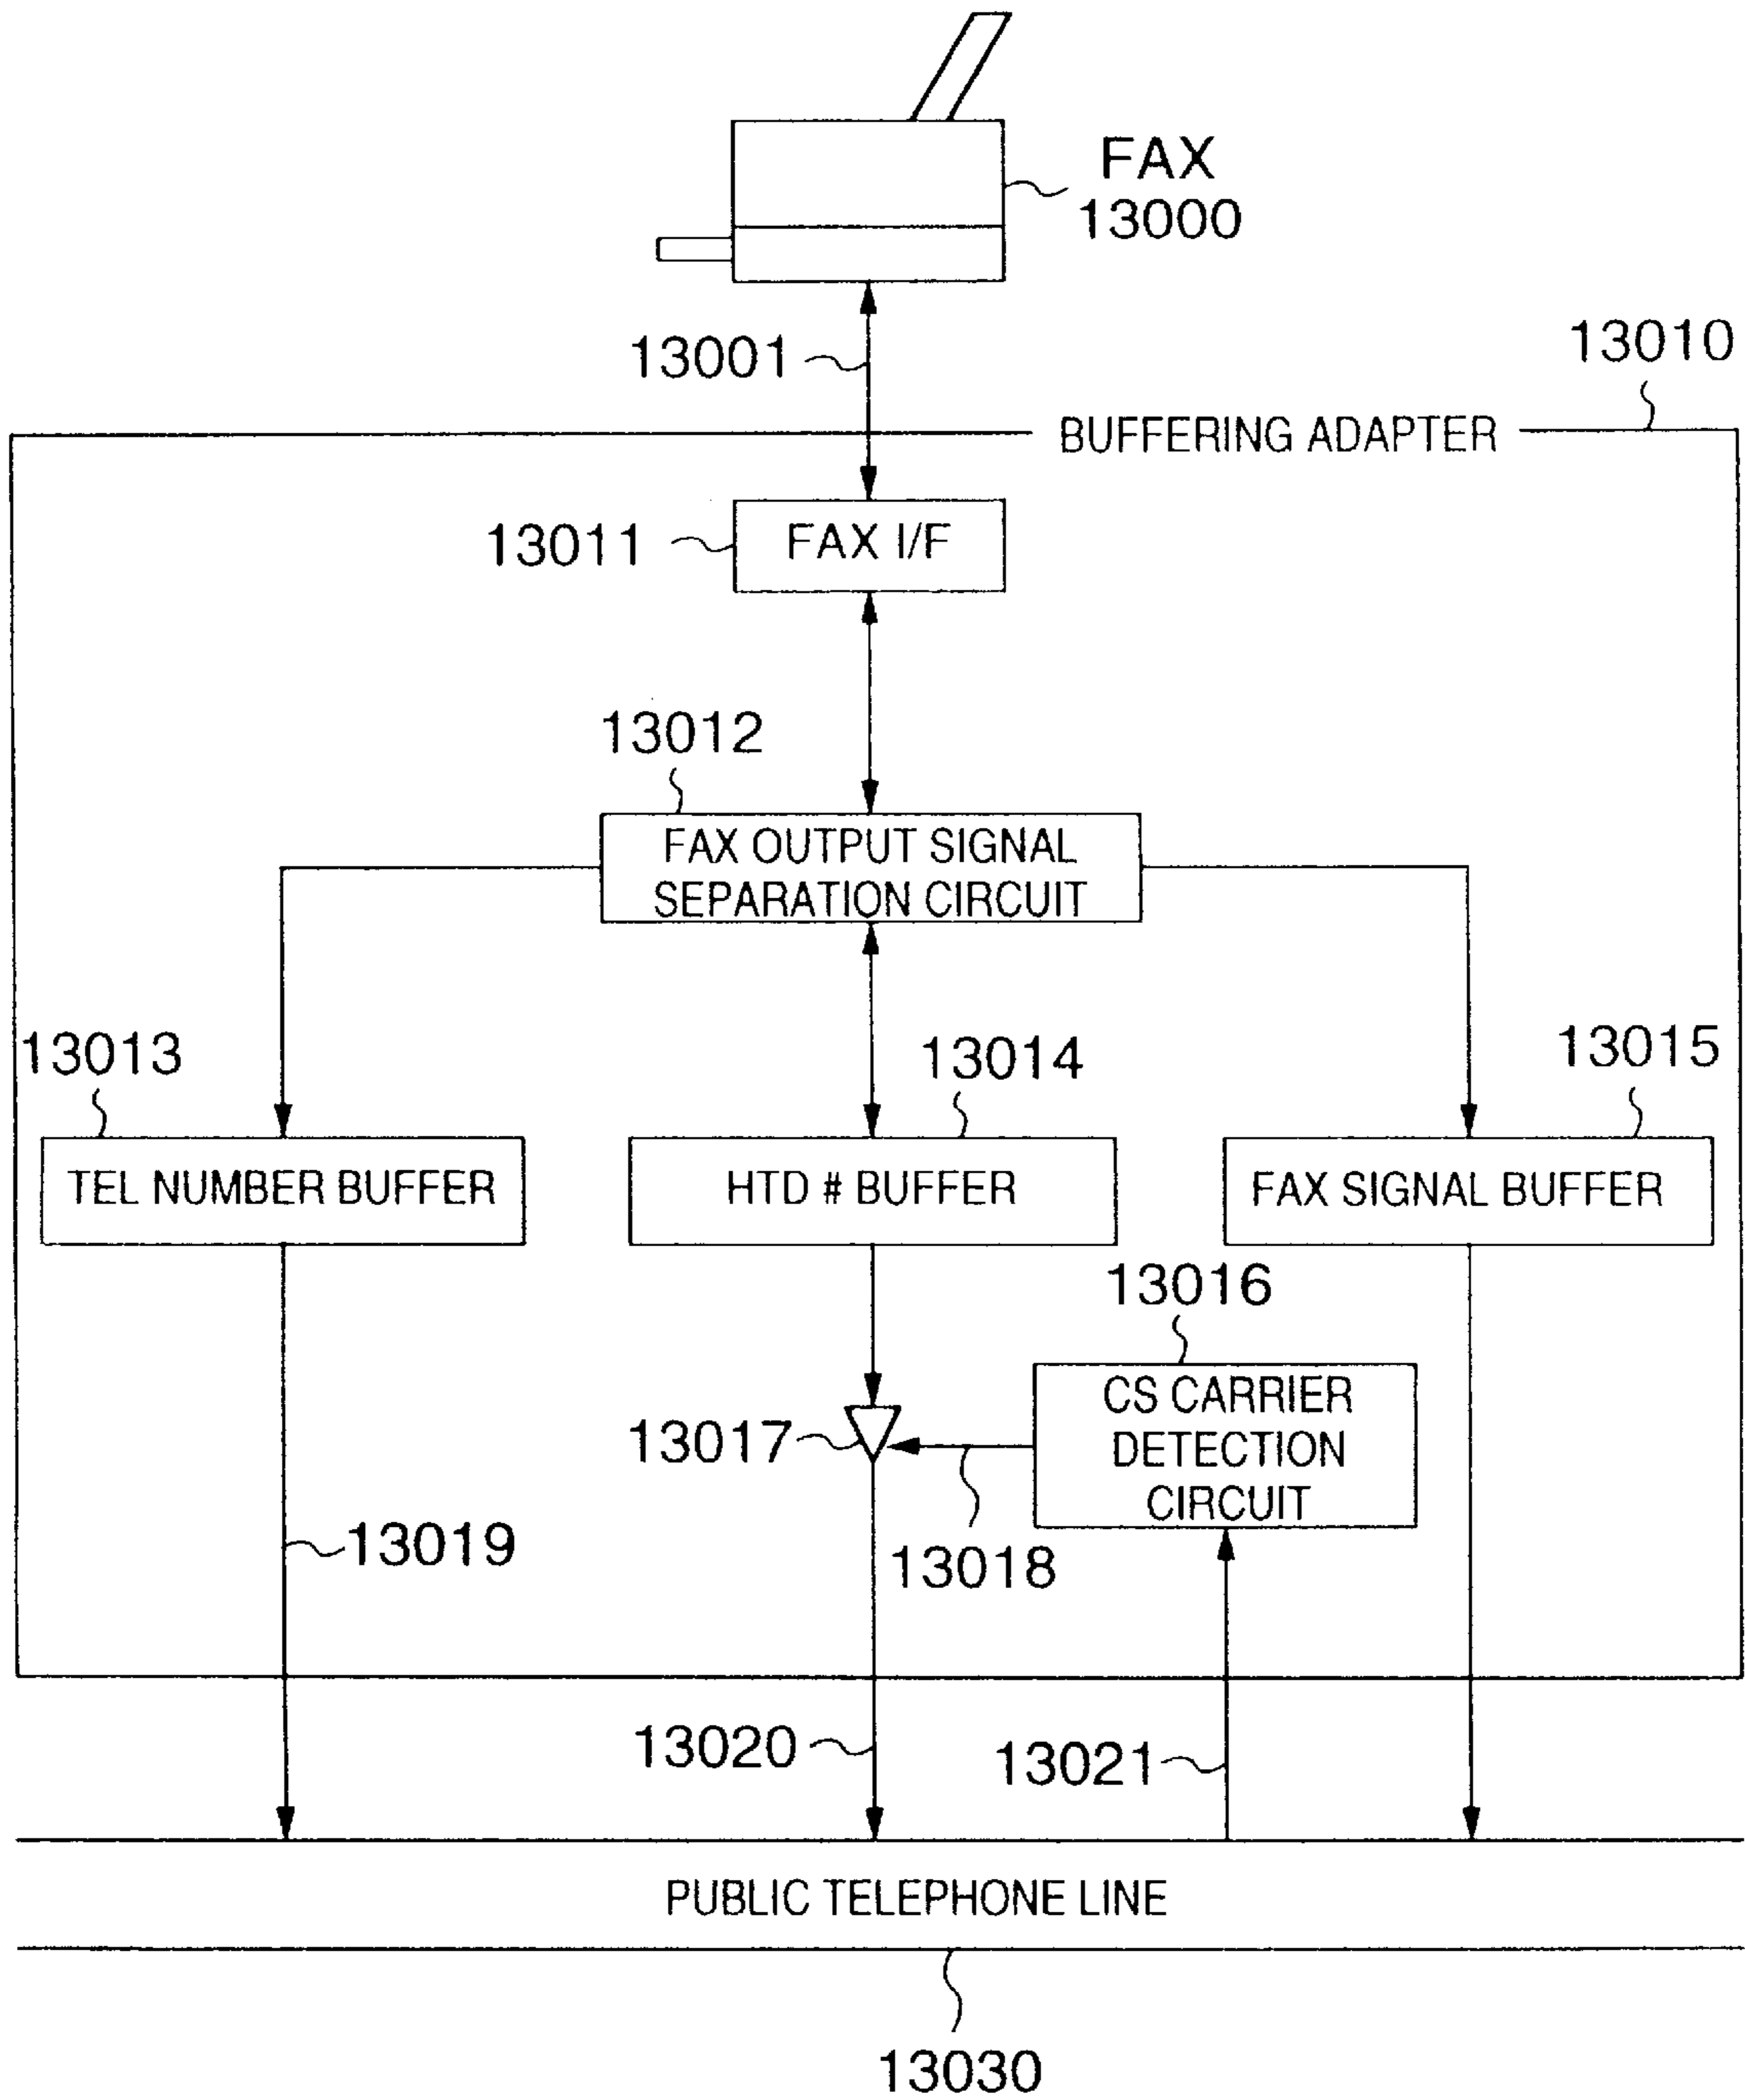 FAX
13000
13001
13010
BUFFERING ADAPTER
13011
FAX I/F
13012
FAX OUTPUT SIGNAL
SEPARATION CIRCUIT
13013
13014
13015
TEL NUMBER BUFFER
HTD # BUFFER
FAX SIGNAL BUFFER
13016
CS CARRIER
DETECTION
CIRCUIT
13017
13018
13019
13020
13021
PUBLIC TELEPHONE LINE
13030